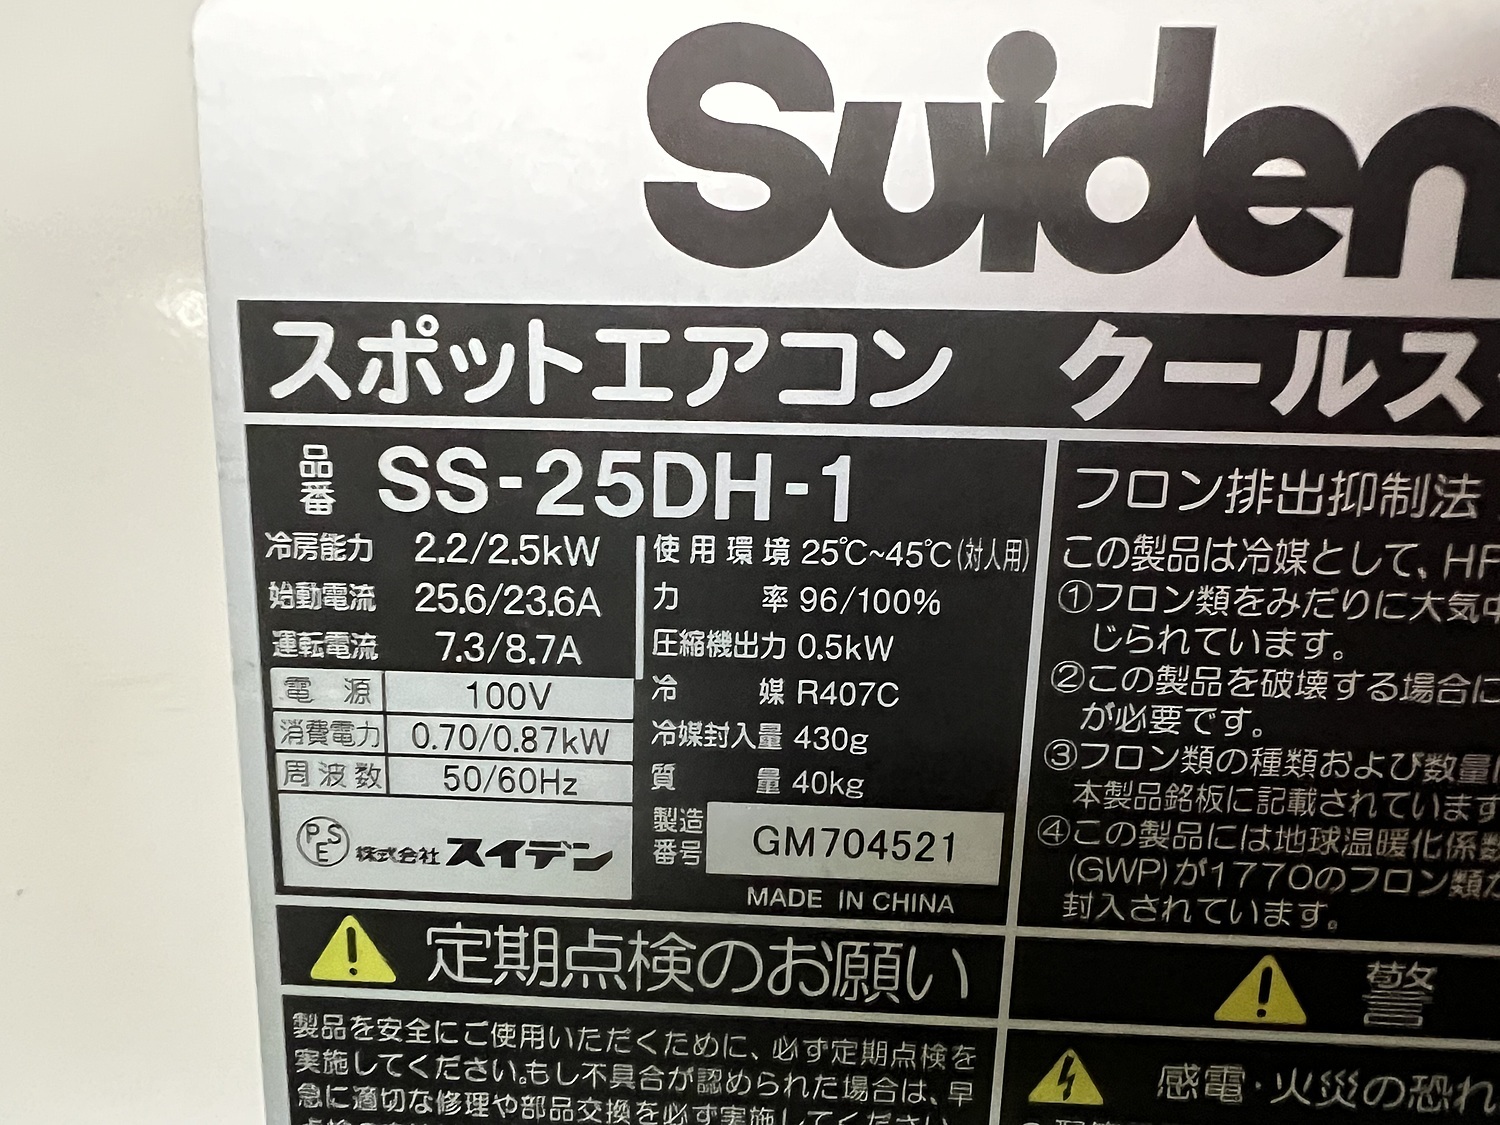 Suiden
スポットエアコン クールス
品番 SS-25DH-1
冷房能力 2.2/2.5kW
始動電流 25.6/23.6A
運転電流 7.3/8.7A
電源 100V
消費電力 0.70/0.87kW
周波数 50/60Hz
PSE 株式会社スイデン
使用環境 25℃~45℃(対人用)
力率 96/100%
圧縮機出力 0.5kW
冷媒 R407C
冷媒封入量 430g
質量 40kg
製造番号 GM704521
MADE IN CHINA
フロン排出抑制法
この製品は冷媒として、HF
①フロン類をみだりに大気中
じられています。
②この製品を破壊する場合に
が必要です。
③フロン類の種類および数量
本製品銘板に記載されています
④この製品には地球温暖化係数
(GWP)が1770のフロン類が
封入されています。
定期点検のお願い
製品を安全にご使用いただくために、必ず定期点検を
実施してください。もし不具合が認められた場合は、早
急に適切な修理や部品交換を必ず実施してください
警
感電・火災の恐れ